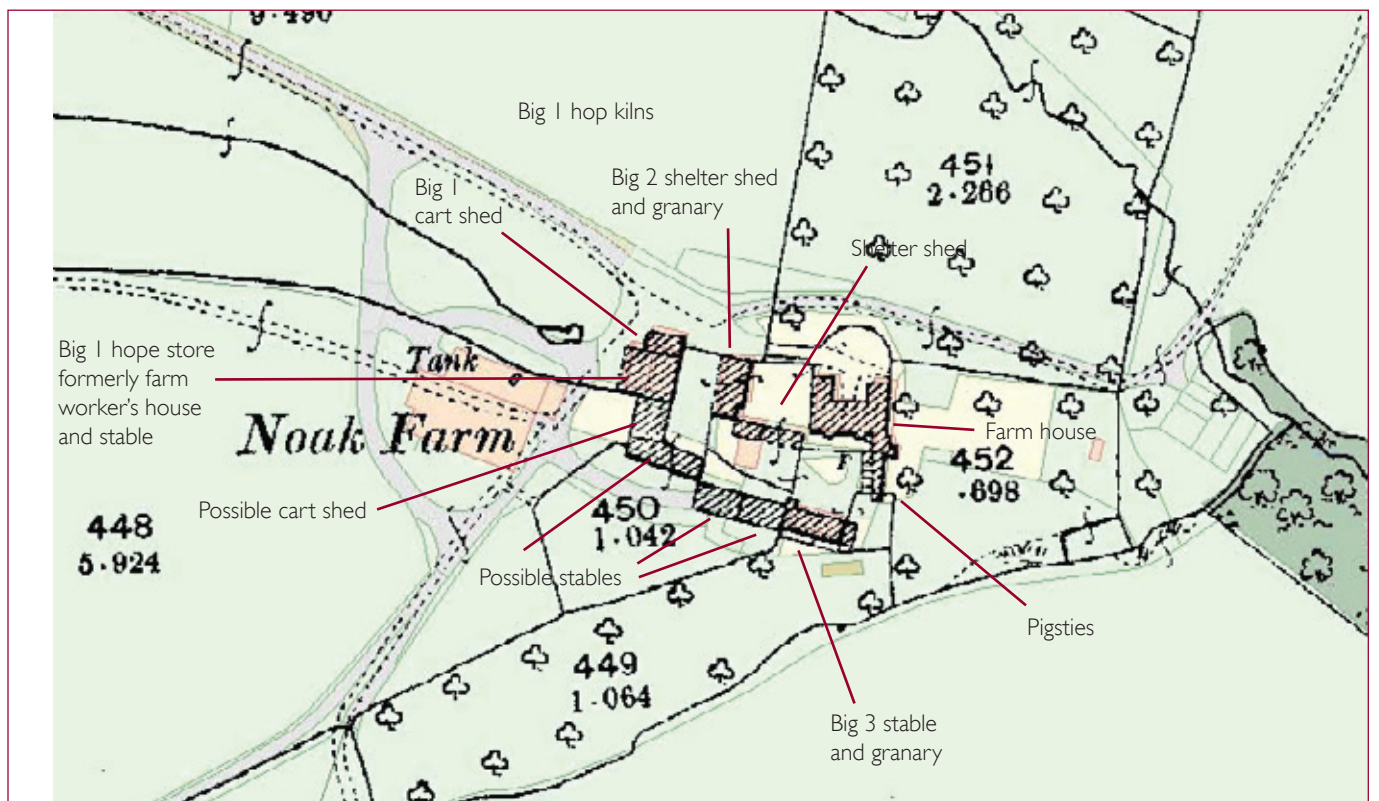 9.490
Big 1 hop kilns
451
2.266
Big 1
cart shed
Big 2 shelter shed
and granary
Shelter shed
Big 1 hope store
formerly farm
worker's house
and stable
Tank
Noak Farm
Farm house
452
.698
Possible cart shed
448
5.924
450
1.042
Possible stables
Pigsties
449
1.064
Big 3 stable
and granary